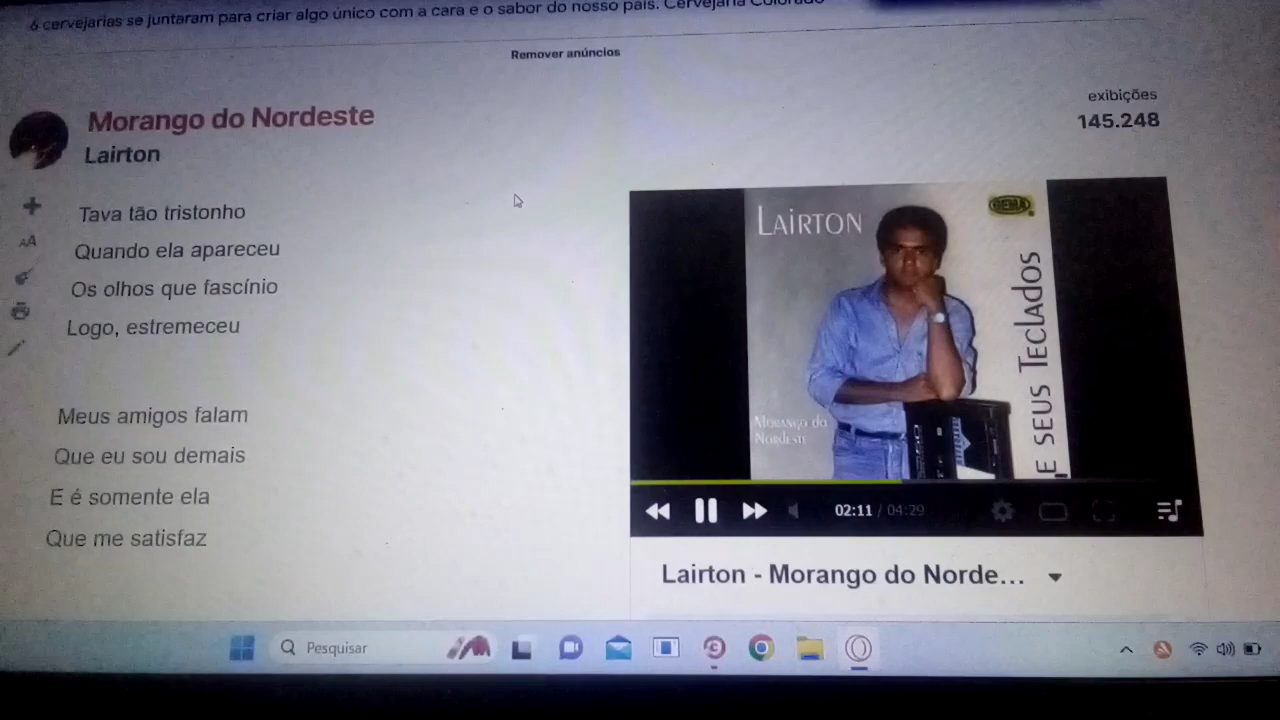 6 cervejarias se juntaram para criar algo único com a cara e o sabor do nosso país. Cervejaria Colorado
Remover anúncios
Morango do Nordeste
Lairton
exibições
145.248
Tava tão tristonho
Quando ela apareceu
Os olhos que fascínio
Logo, estremeceu
Meus amigos falam
Que eu sou demais
E é somente ela
Que me satisfaz
AA
LAIRTON
GEMA
E SEUS TECLADOS
MORANGO DO
NORDESTE
02:11 / 04:29
Lairton - Morango do Norde...
Pesquisar